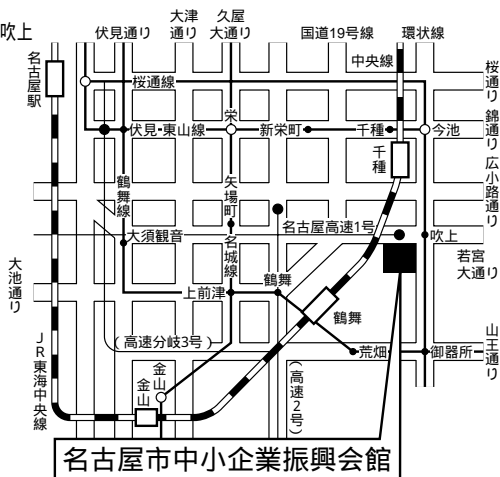 吹上
伏見通り
大津
通り
久屋
大通り
国道19号線
環状線
名古屋駅
中央線
桜通り
桜通線
栄
錦通り
伏見・東山線
新栄町
千種
今池
千種
広小路通り
鶴舞線
矢場町
名古屋高速1号
大須観音
名城線
吹上
若宮
大通り
大池通り
鶴舞
上前津
鶴舞
山王通り
(高速分岐3号)
荒畑
御器所
JR東海中央線
金山
金山
(高速2号)
名古屋市中小企業振興会館